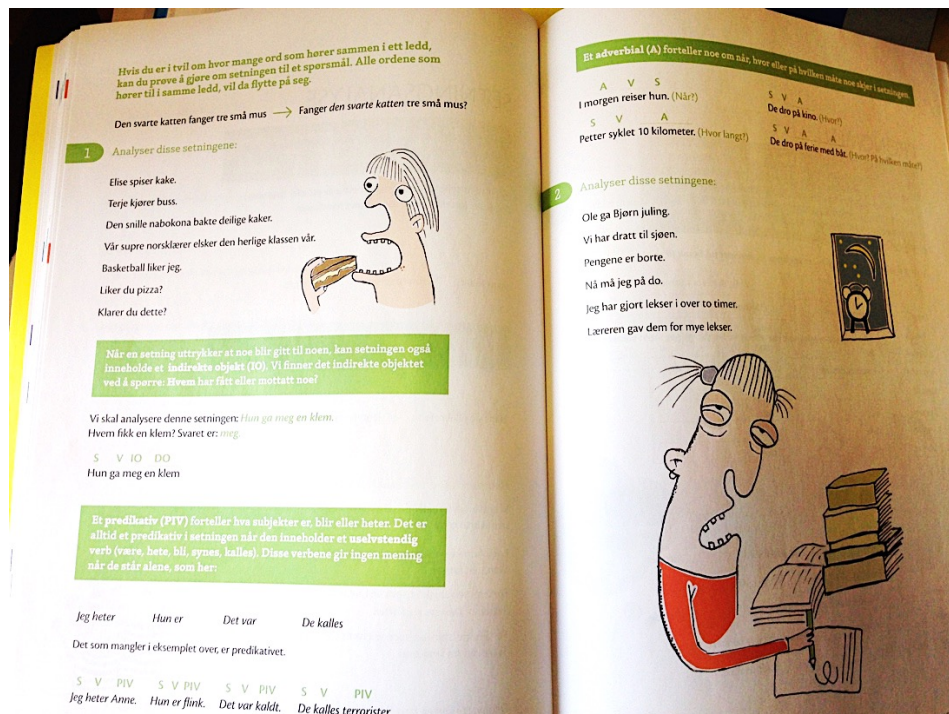 Hvis du er i tvil om hvor mange ord som hører sammen i ett ledd,
kan du prøve å gjøre om setningen til et spørsmål. Alle ordene som
hører til i samme ledd, vil da flytte på seg.
Den svarte katten fanger tre små mus → Fanger den svarte katten tre små mus?
1 Analyser disse setningene:
Elise spiser kake.
Terje kjører buss.
Den snille nabokona bakte deilige kaker.
Vår supre norsklærer elsker den herlige klassen vår.
Basketball liker jeg.
Liker du pizza?
Klarer du dette?
Når en setning uttrykker at noe blir gitt til noen, kan setningen også
inneholde et indirekte objekt (IO). Vi finner det indirekte objektet
ved å spørre: Hvem har fått eller mottatt noe?
Vi skal analysere denne setningen: Hun ga meg en klem.
Hvem fikk en klem? Svaret er: meg.
S V IO DO
Hun ga meg en klem
Et predikativ (PIV) forteller hva subjekter er, blir eller heter. Det er
alltid et predikativ i setningen når den inneholder et uselvstendig
verb (være, hete, bli, synes, kalles). Disse verbene gir ingen mening
når de står alene, som her:
Jeg heter Hun er Det var De kalles
Det som mangler i eksemplet over, er predikativet.
S V PIV S V PIV S V PIV S V PIV
Jeg heter Anne. Hun er flink. Det var kaldt. De kalles terrorister
Et adverbial (A) forteller noe om når, hvor eller på hvilken måte noe skjer i setningen.
A V S
I morgen reiser hun. (Når?)
S V A
Petter syklet 10 kilometer. (Hvor langt?)
S V A
De dro på kino. (Hvor?)
S V A A
De dro på ferie med båt. (Hvor? På hvilken måte?)
2 Analyser disse setningene:
Ole ga Bjørn juling.
Vi har dratt til sjøen.
Pengene er borte.
Nå må jeg på do.
Jeg har gjort lekser i over to timer.
Læreren gav dem for mye lekser.